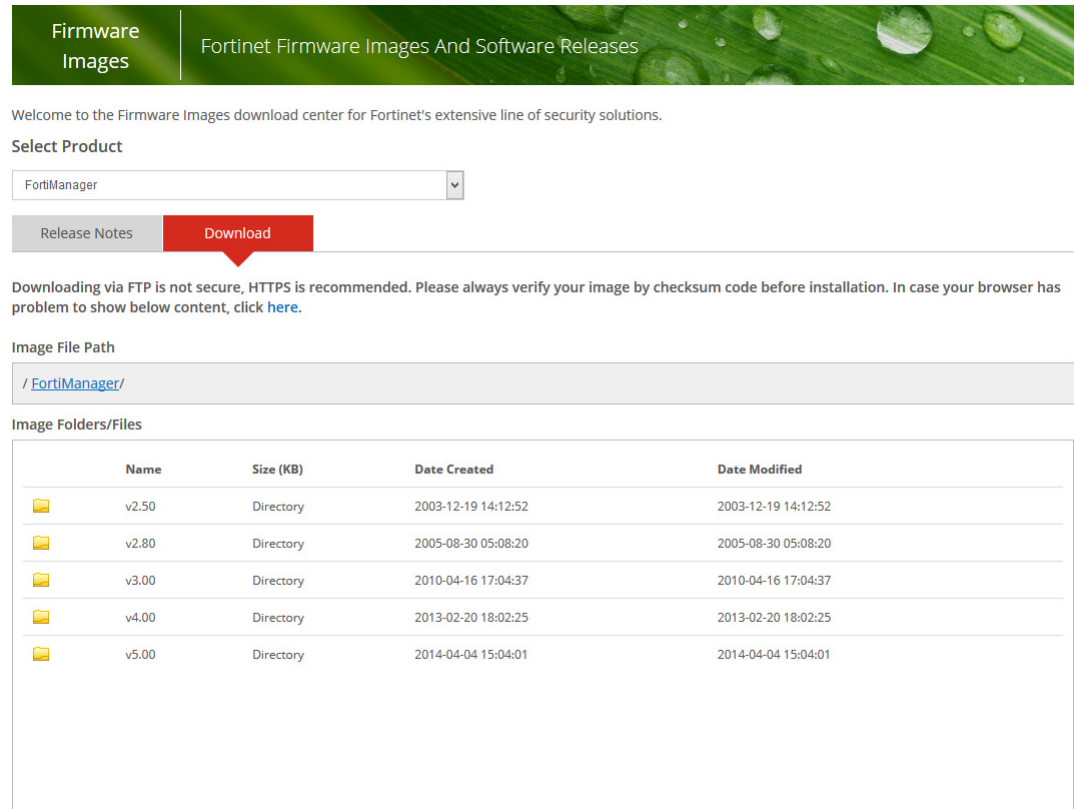 Firmware
Images
Fortinet Firmware Images And Software Releases
Welcome to the Firmware Images download center for Fortinet's extensive line of security solutions.
Select Product
FortiManager
Release Notes Download
Downloading via FTP is not secure, HTTPS is recommended. Please always verify your image by checksum code before installation. In case your browser has
problem to show below content, click here.
Image File Path
/ FortiManager/
Image Folders/Files
Name Size (KB) Date Created Date Modified
v2.50 Directory 2003-12-19 14:12:52 2003-12-19 14:12:52
v2.80 Directory 2005-08-30 05:08:20 2005-08-30 05:08:20
v3.00 Directory 2010-04-16 17:04:37 2010-04-16 17:04:37
v4.00 Directory 2013-02-20 18:02:25 2013-02-20 18:02:25
v5.00 Directory 2014-04-04 15:04:01 2014-04-04 15:04:01